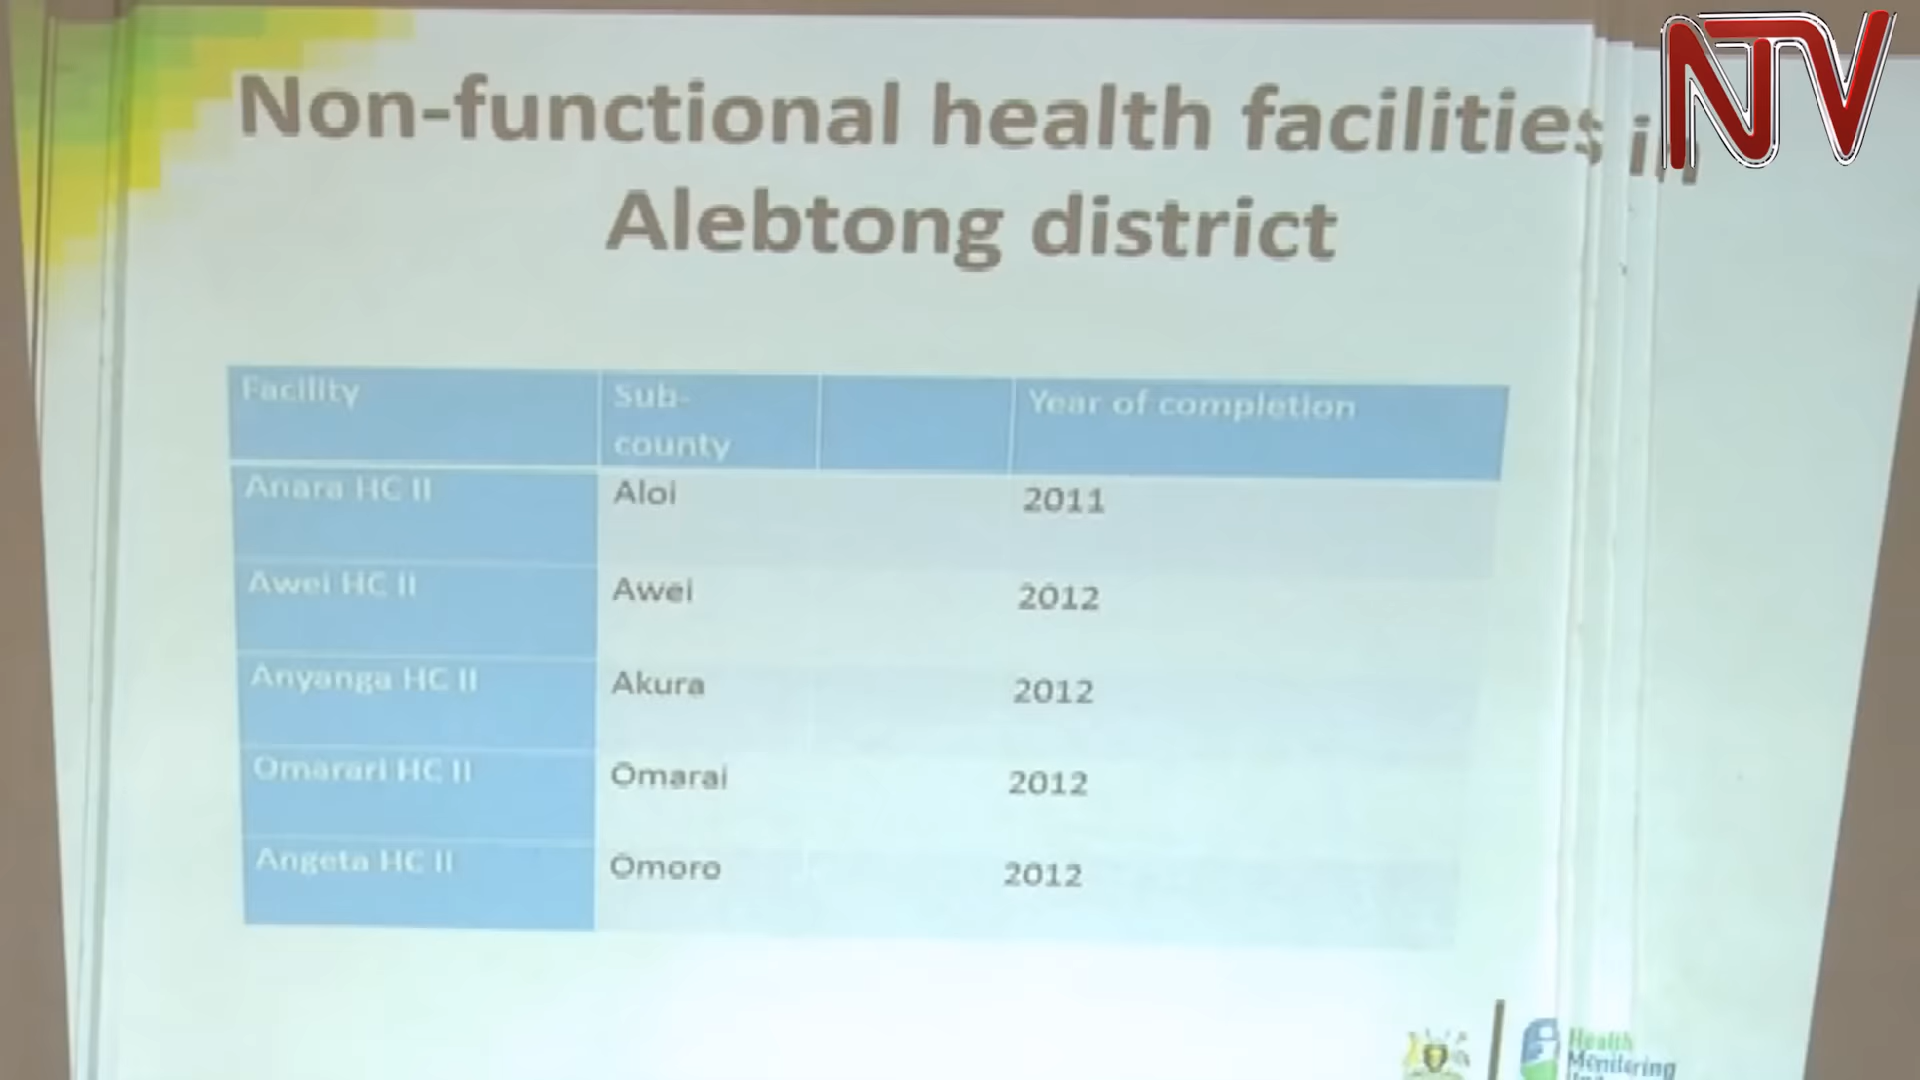 NTV
Non-functional health facilities in
Alebtong district
Facility Sub-county Year of completion
Anara HC II Aloi 2011
Awei HC II Awei 2012
Anyanga HC II Akura 2012
Omarari HC II Omarai 2012
Angeta HC II Omoro 2012
Health
Monitoring